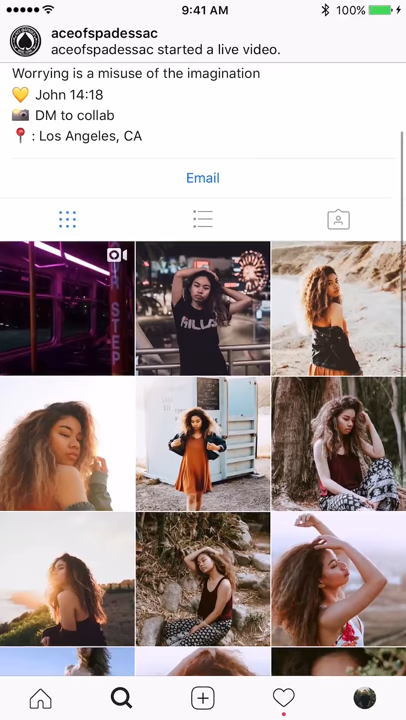 9:41 AM
100%
aceofspadessac
aceofspadessac started a live video.
Worrying is a misuse of the imagination
💛 John 14:18
📸 DM to collab
📍 : Los Angeles, CA
Email
STEP